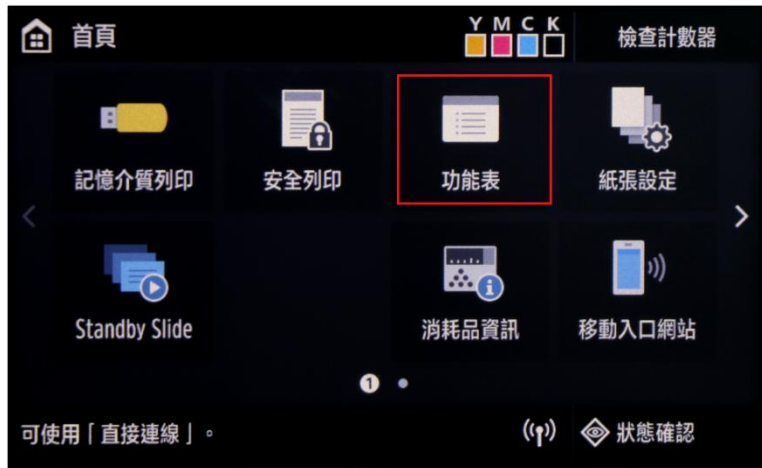 首頁
Y M C K
檢查計數器
記憶介質列印
安全列印
功能表
紙張設定
Standby Slide
消耗品資訊
移動入口網站
1
可使用「直接連線」。
狀態確認